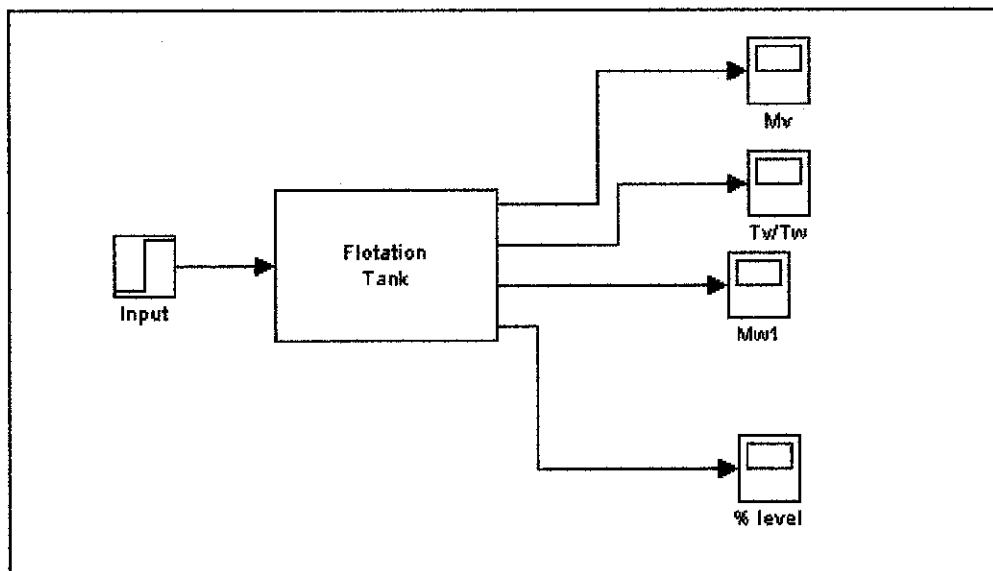 Mv
Tv/Tw
Flotation
Tank
Input
Mw1
% level